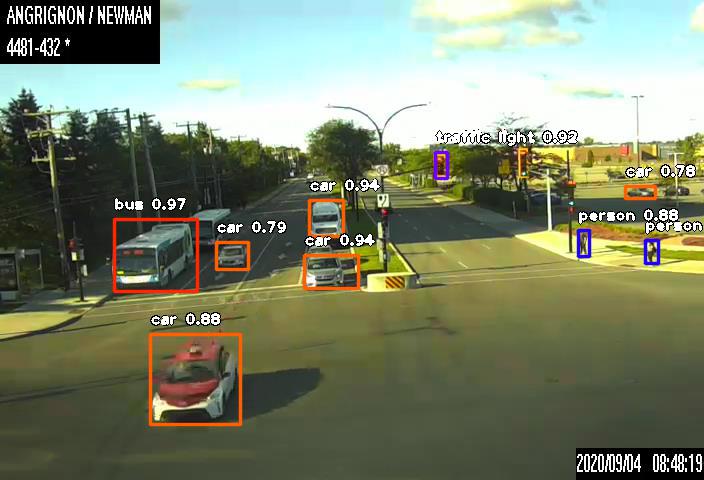 ANGRIGNON / NEWMAN
4481-432 *
traffic light 0.92
car 0.78
car 0.94
bus 0.97
car 0.79
person 0.88
person
car 0.94
car 0.88
2020/09/04 08:48:19